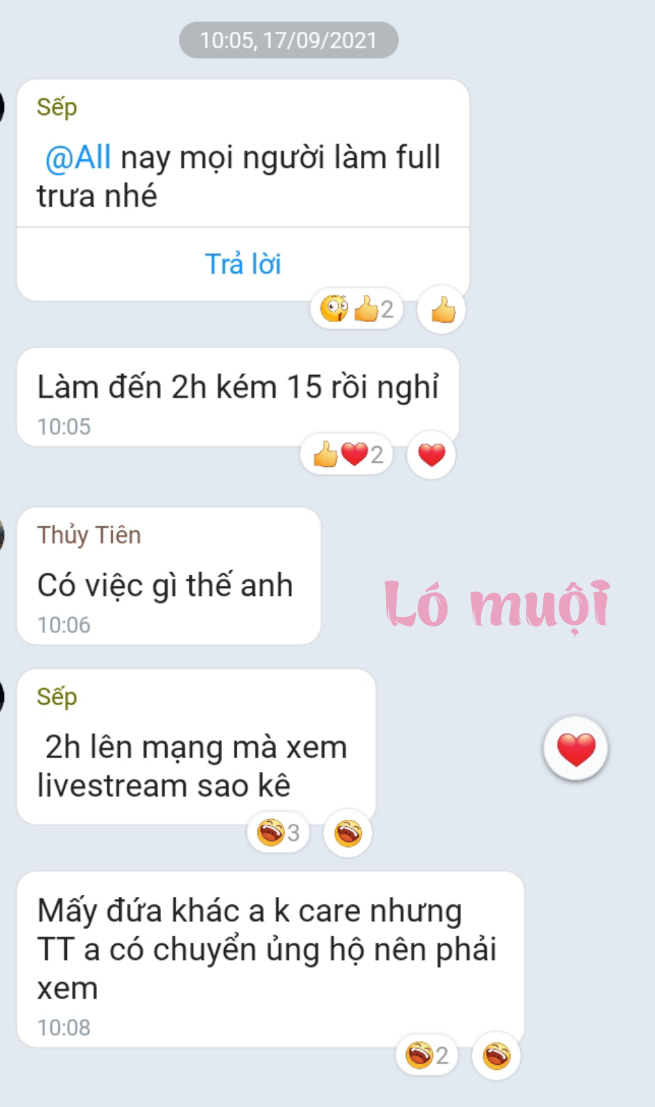 10:05, 17/09/2021
Sếp
@All nay mọi người làm full
trưa nhé
Trả lời
2
Làm đến 2h kém 15 rồi nghỉ
10:05
2
Thủy Tiên
Có việc gì thế anh
10:06
Ló muội
Sếp
2h lên mạng mà xem
livestream sao kê
3
Mấy đứa khác a k care nhưng
TT a có chuyển ủng hộ nên phải
xem
10:08
2